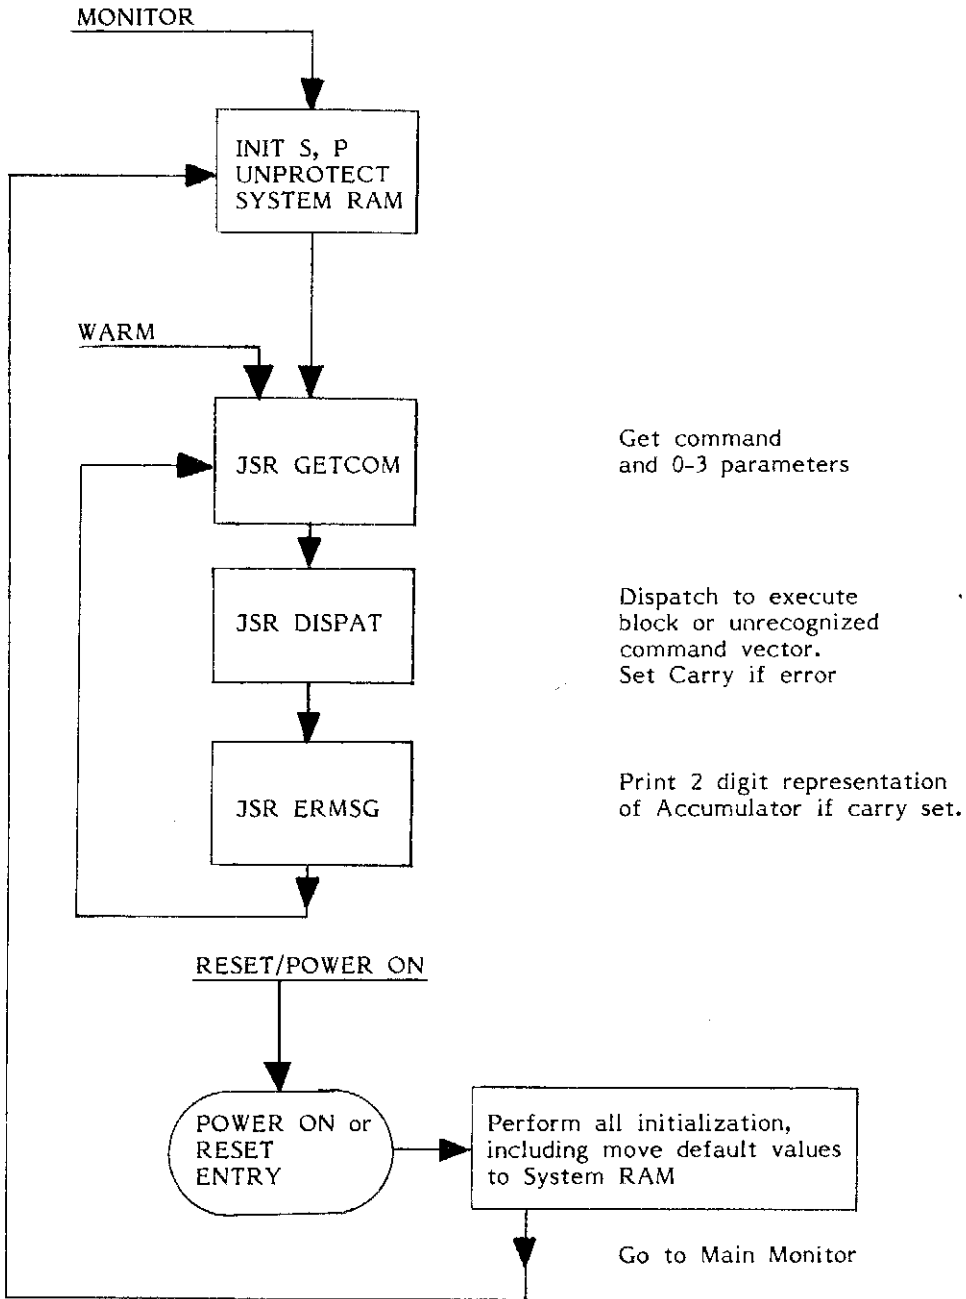 MONITOR
INIT S, P
UNPROTECT
SYSTEM RAM
WARM
JSR GETCOM
Get command
and 0-3 parameters
JSR DISPAT
Dispatch to execute
block or unrecognized
command vector.
Set Carry if error
JSR ERMSG
Print 2 digit representation
of Accumulator if carry set.
RESET/POWER ON
POWER ON or
RESET
ENTRY
Perform all initialization,
including move default values
to System RAM
Go to Main Monitor